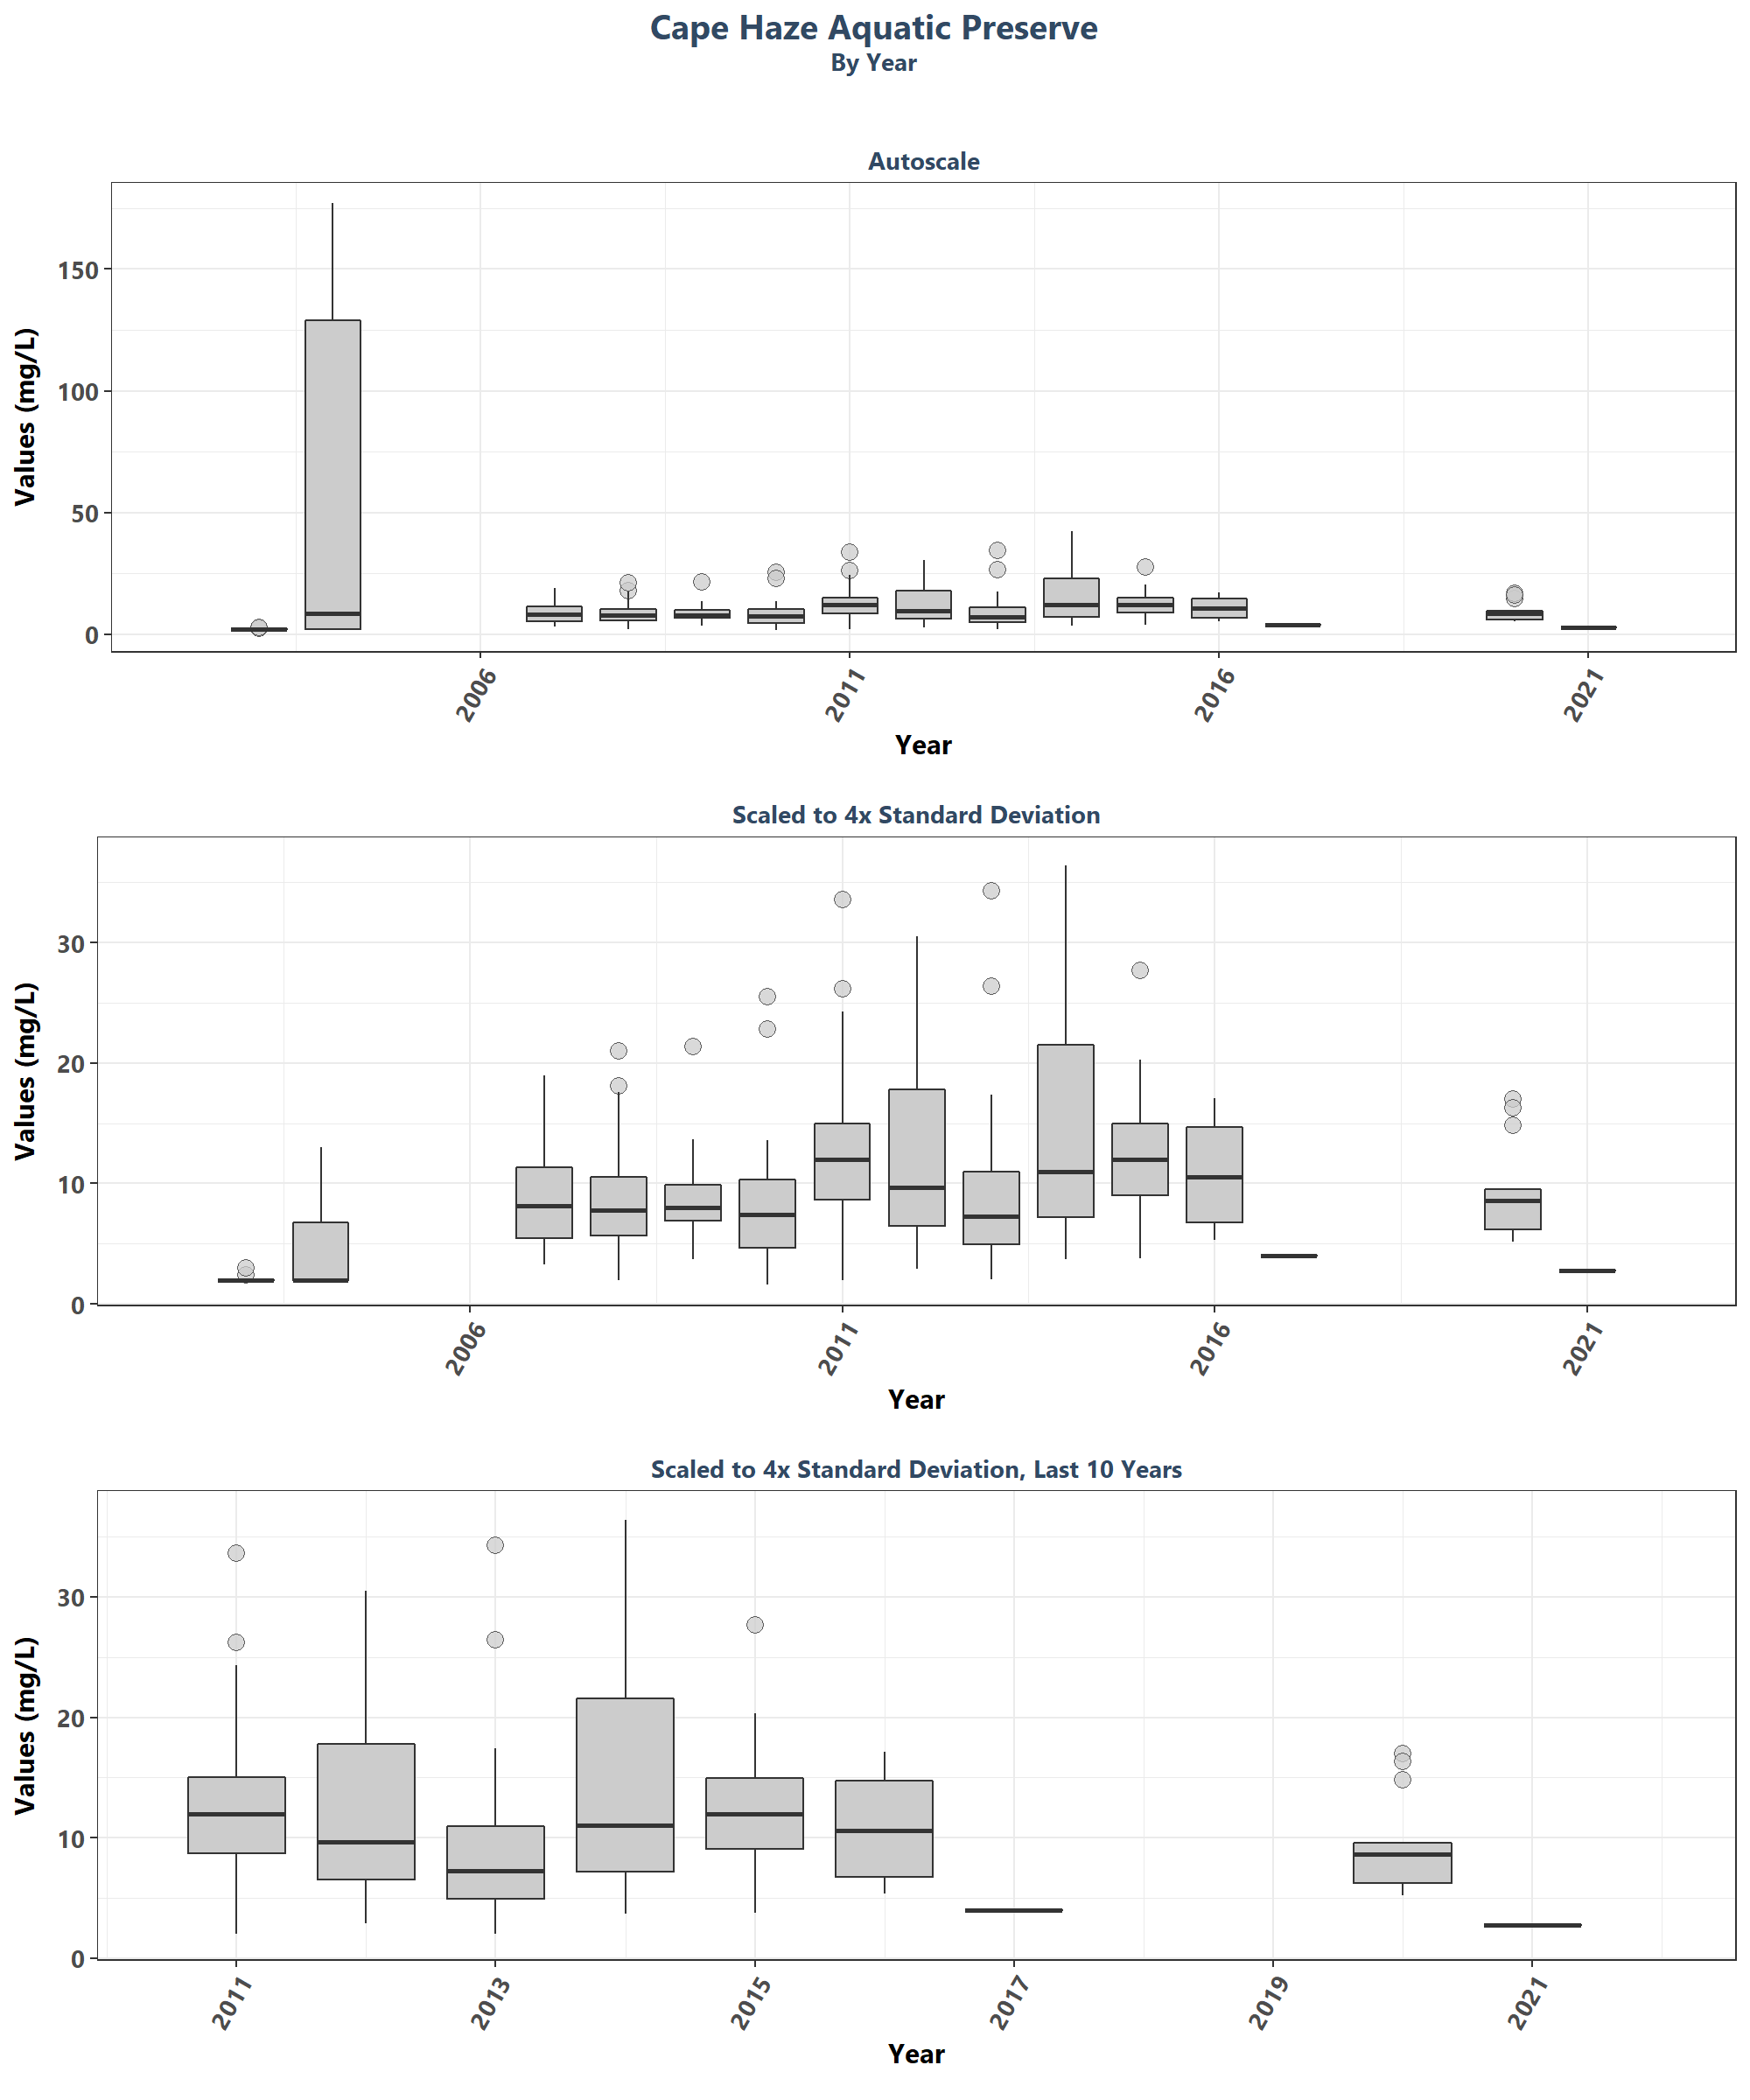 Cape Haze Aquatic Preserve
By Year
Autoscale
Values (mg/L)
150
100
50
0
2006
2011
2016
2021
Year
Scaled to 4x Standard Deviation
Values (mg/L)
30
20
10
0
2006
2011
2016
2021
Year
Scaled to 4x Standard Deviation, Last 10 Years
Values (mg/L)
30
20
10
0
2011
2013
2015
2017
2019
2021
Year